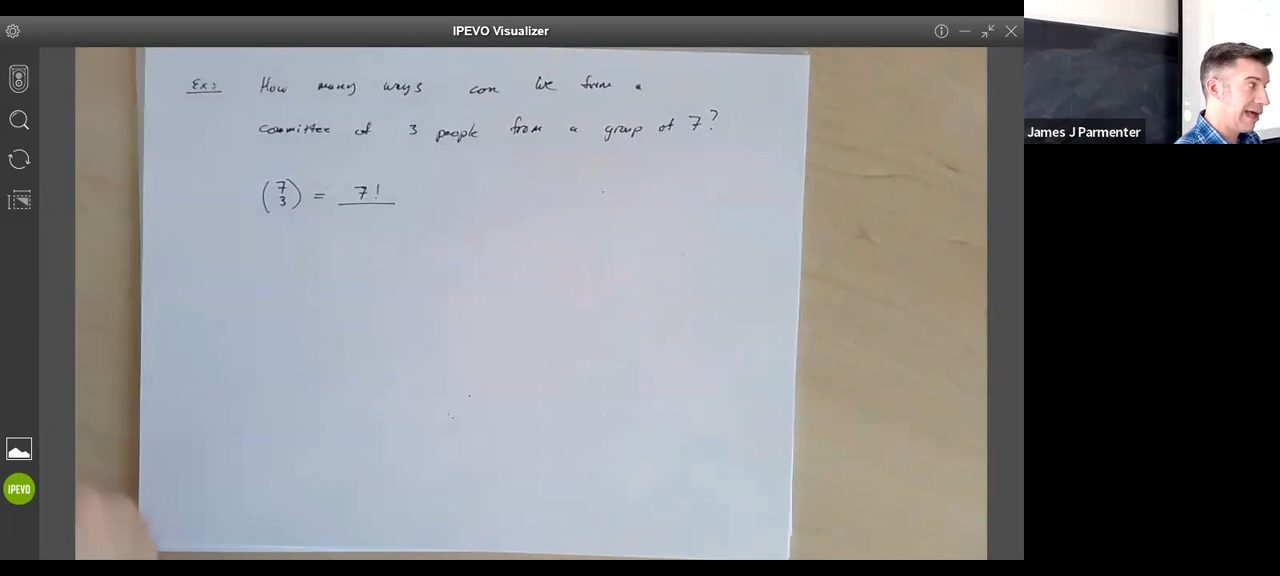 IPEVO Visualizer
Ex: How many ways can we form a
committee of 3 people from a group of 7?
(7 3) = 7!
James J Parmenter
IPEVO